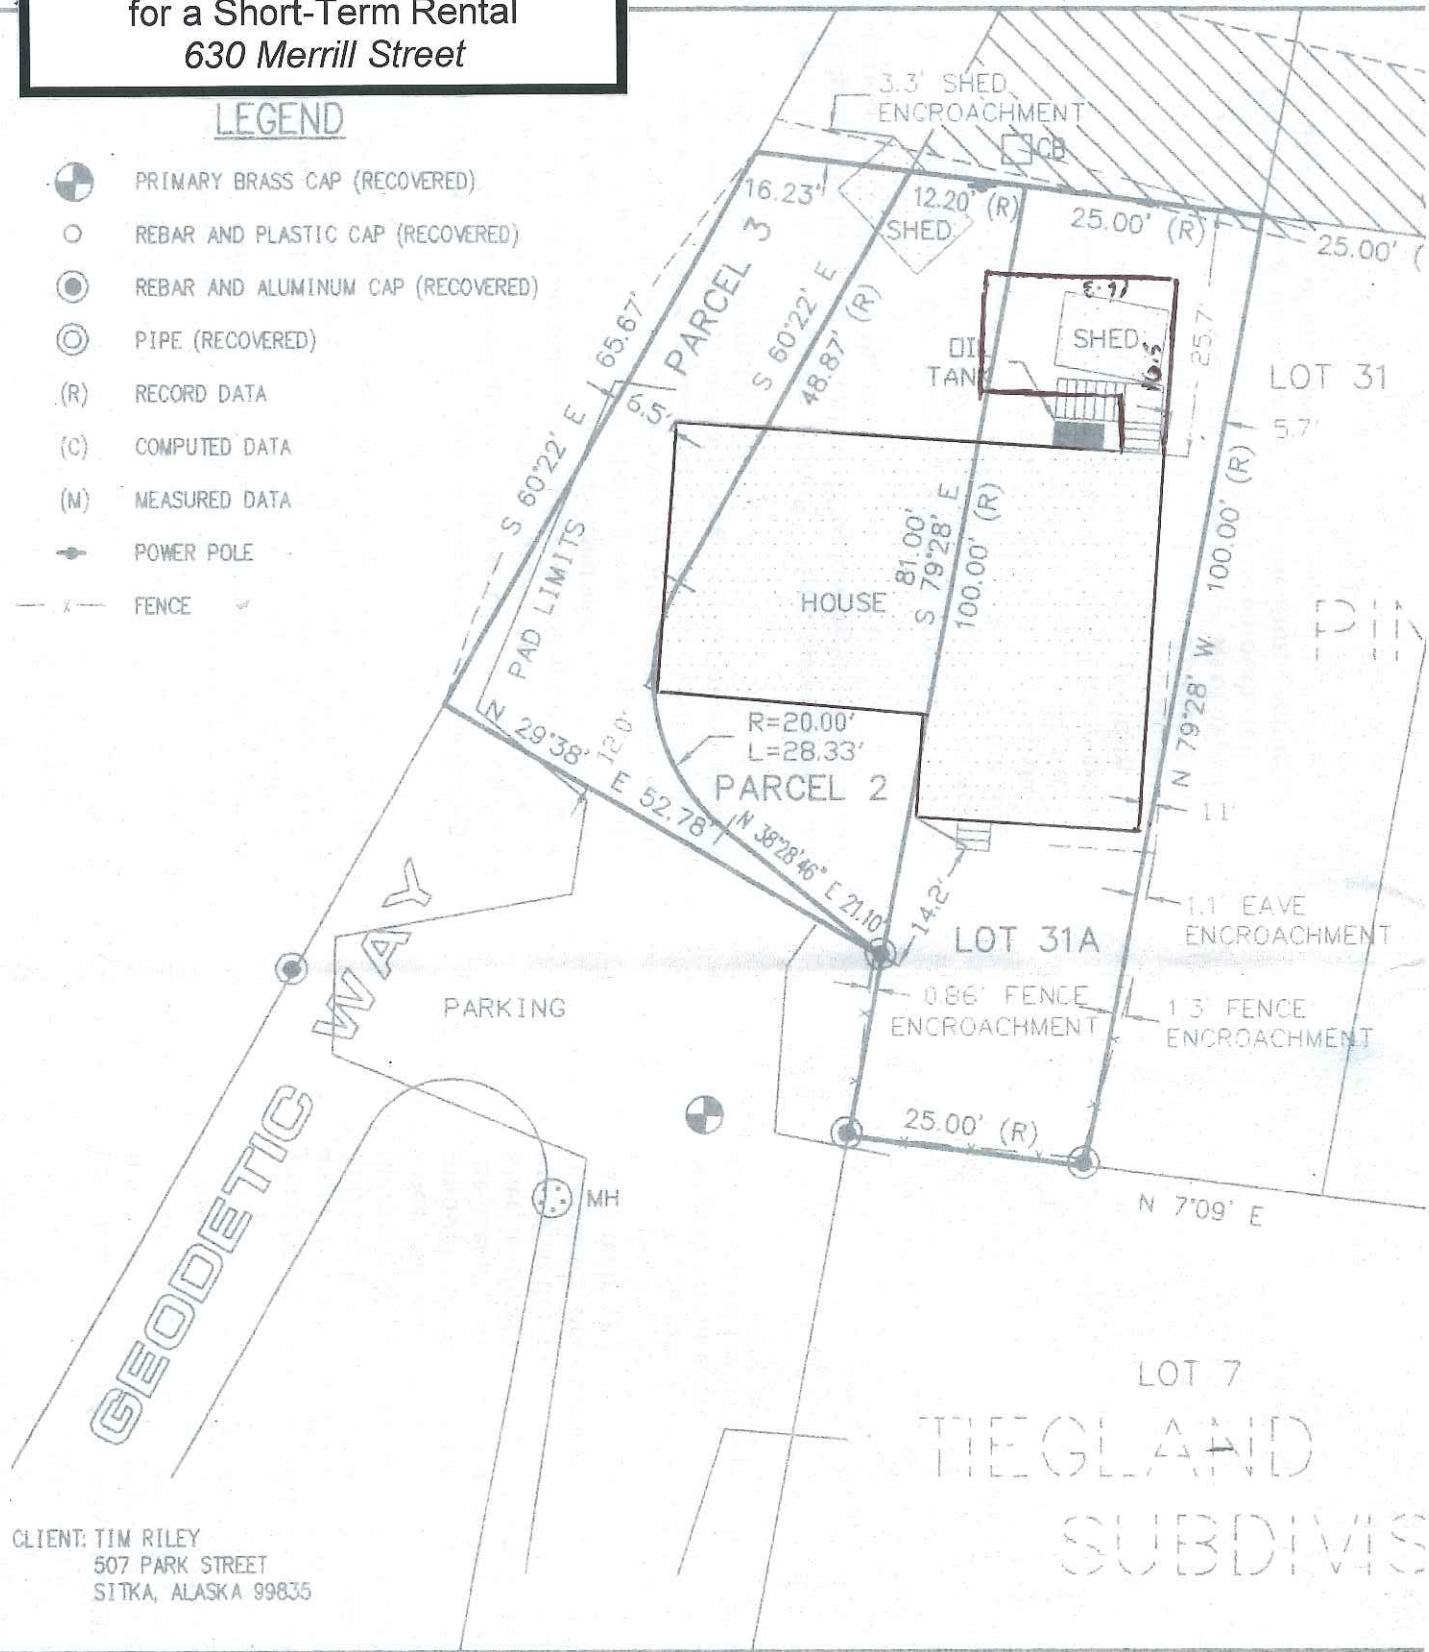 for a Short-Term Rental
630 Merrill Street
LEGEND
PRIMARY BRASS CAP (RECOVERED)
REBAR AND PLASTIC CAP (RECOVERED)
REBAR AND ALUMINUM CAP (RECOVERED)
PIPE (RECOVERED)
(R) RECORD DATA
(C) COMPUTED DATA
(M) MEASURED DATA
POWER POLE
x FENCE
3.3' SHED
ENCROACHMENT
CB
16.23'
12.20' (R)
25.00' (R)
25.00' (
SHED
PARCEL 3
S 60°22' E
48.87' (R)
S 60°22' E 65.67'
6.5'
OIL
TANK
SHED
16.5
25.7'
LOT 31
5.7'
PAD LIMITS
HOUSE
81.00'
S 79°28' E
100.00' (R)
N 79°28' W 100.00' (R)
PIN
N 29°38' E 52.78'
12.0'
R=20.00'
L=28.33'
PARCEL 2
N 38°28'46" E 21.10'
14.2'
1.1'
1.1' EAVE
ENCROACHMENT
LOT 31A
0.86' FENCE
ENCROACHMENT
1.3' FENCE
ENCROACHMENT
PARKING
GEODETIC WAY
25.00' (R)
MH
N 7°09' E
LOT 7
TIEGLAND
SUBDIVIS
CLIENT: TIM RILEY
507 PARK STREET
SITKA, ALASKA 99835